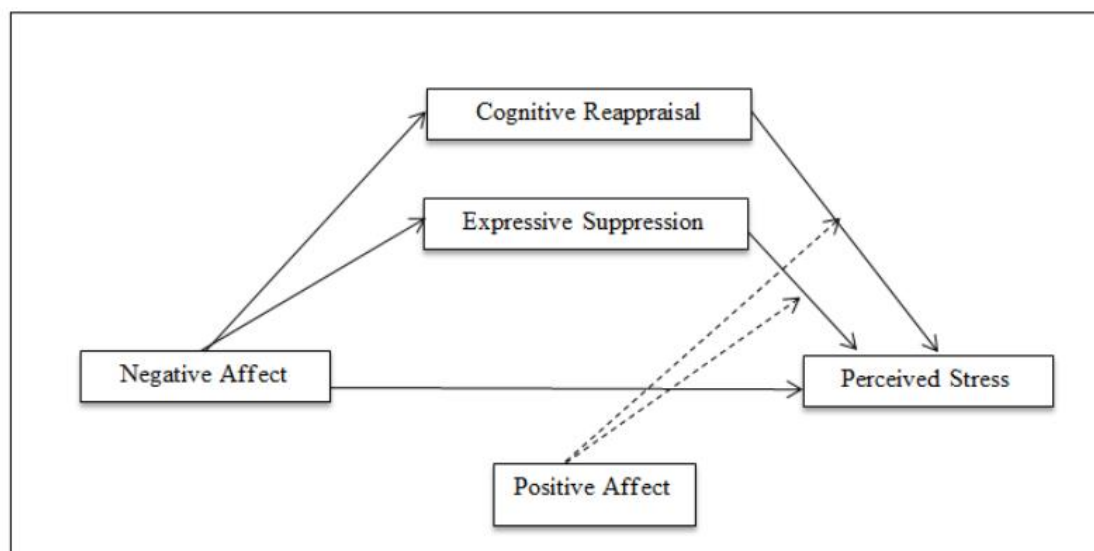 Cognitive Reappraisal
Expressive Suppression
Negative Affect
Perceived Stress
Positive Affect